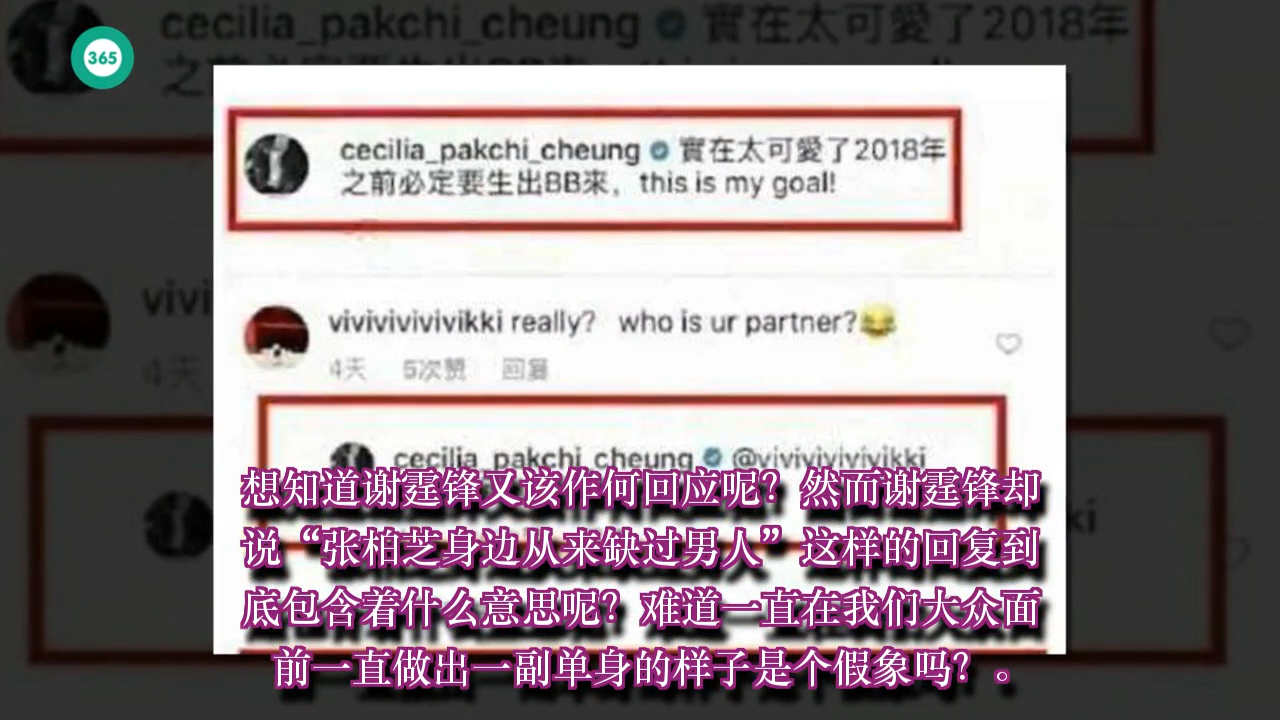 365
cecilia_pakchi_cheung 實在太可愛了2018年
之前必定要生出BB來，this is my goal!
vivivivivivikki really? who is ur partner?😂
4天 5次赞 回复
cecilia_pakchi_cheung @vivivivivivikki
想知道谢霆锋又该作何回应呢？然而谢霆锋却
说“张柏芝身边从来缺过男人”这样的回复到
底包含着什么意思呢？难道一直在我们大众面
前一直做出一副单身的样子是个假象吗？。